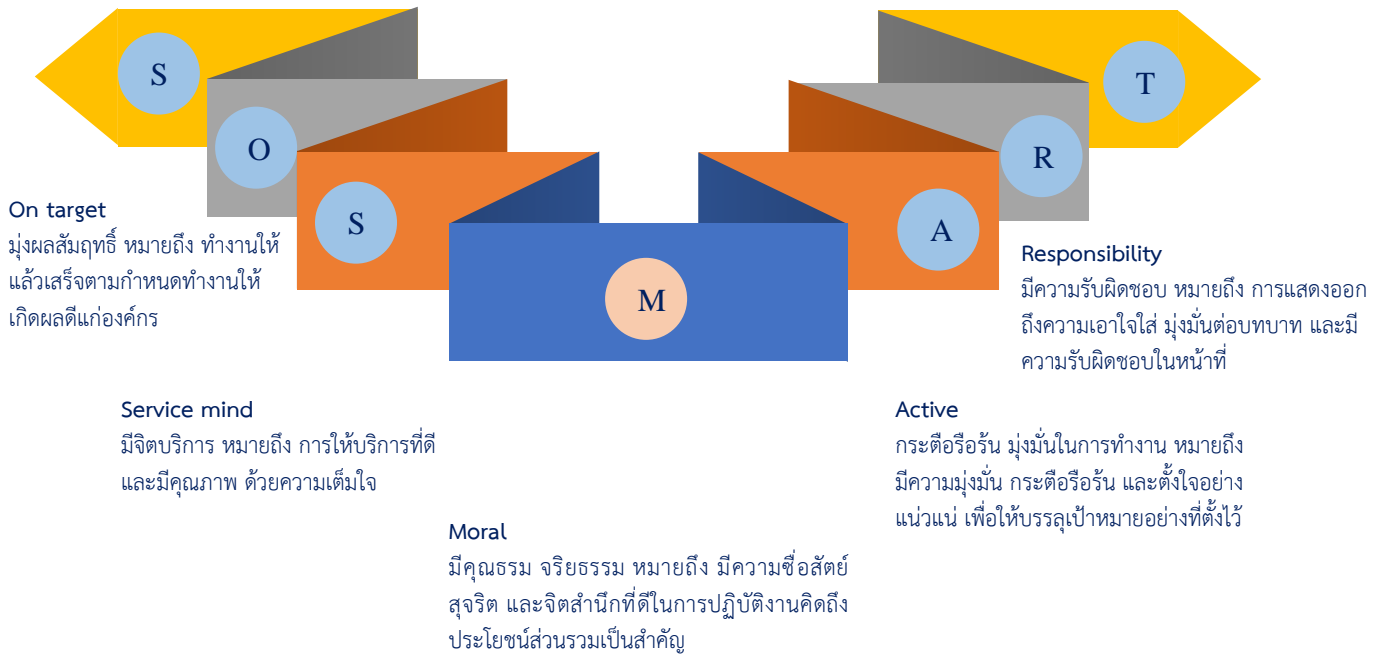 S
O
S
M
A
R
T
On target
มุ่งผลสัมฤทธิ์ หมายถึง ทำงานให้
แล้วเสร็จตามกำหนดทำงานให้
เกิดผลดีแก่องค์กร
Service mind
มีจิตบริการ หมายถึง การให้บริการที่ดี
และมีคุณภาพ ด้วยความเต็มใจ
Moral
มีคุณธรม จริยธรรม หมายถึง มีความซื่อสัตย์
สุจริต และจิตสำนึกที่ดีในการปฏิบัติงานคิดถึง
ประโยชน์ส่วนรวมเป็นสำคัญ
Active
กระตือรือร้น มุ่งมั่นในการทำงาน หมายถึง
มีความมุ่งมั่น กระตือรือร้น และตั้งใจอย่าง
แน่วแน่ เพื่อให้บรรลุเป้าหมายอย่างที่ตั้งไว้
Responsibility
มีความรับผิดชอบ หมายถึง การแสดงออก
ถึงความเอาใจใส่ มุ่งมั่นต่อบทบาท และมี
ความรับผิดชอบในหน้าที่